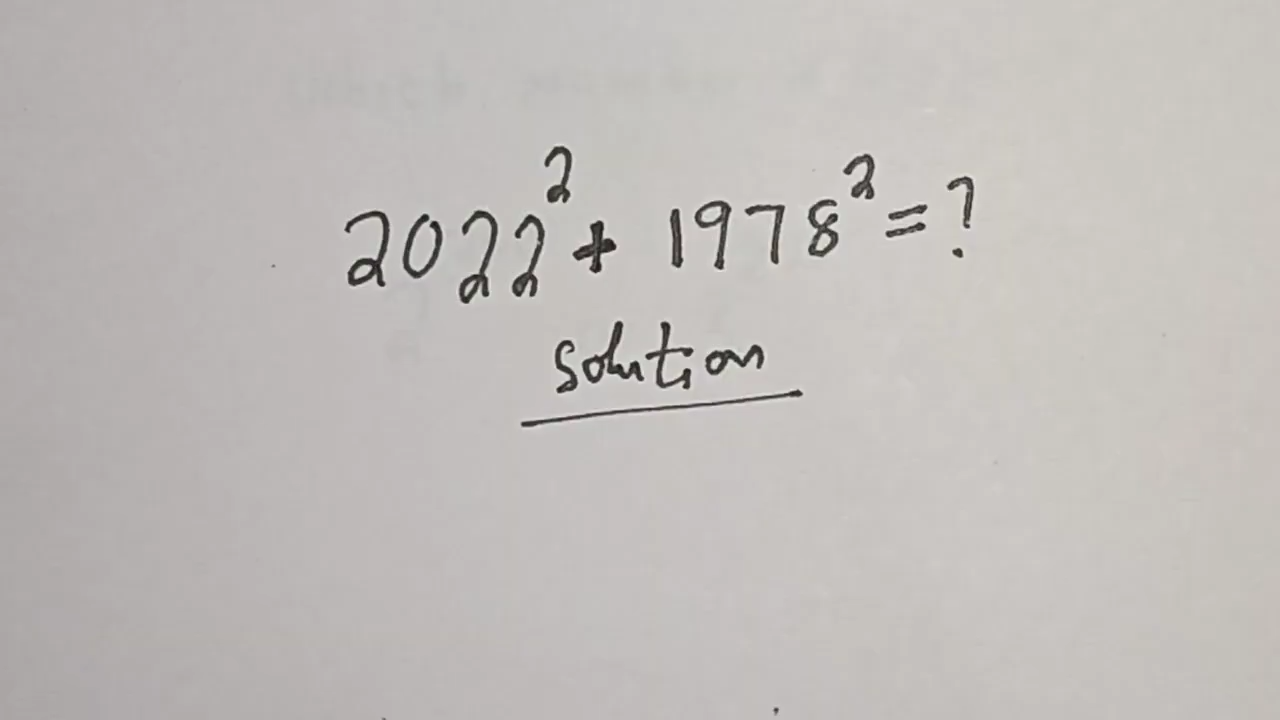 2022² + 1978² = ?
Solution